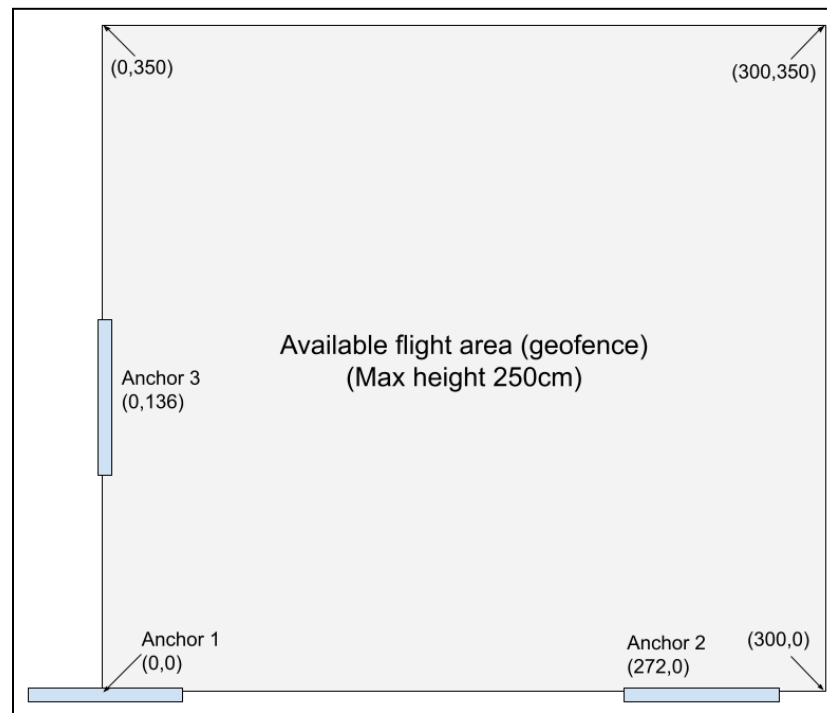 (0,350)
(300,350)
Available flight area (geofence)
(Max height 250cm)
Anchor 3
(0,136)
Anchor 1
(0,0)
Anchor 2
(272,0)
(300,0)